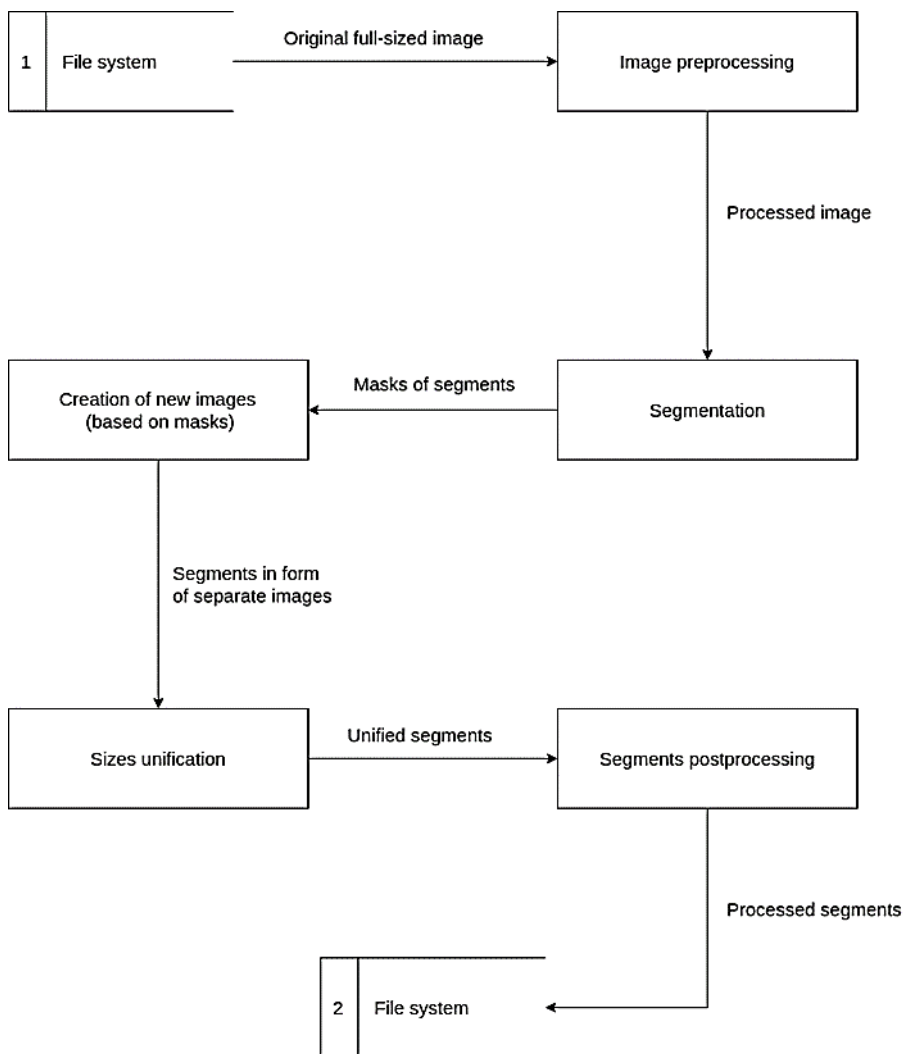 1
File system
Original full-sized image
Image preprocessing
Processed image
Creation of new images
(based on masks)
Masks of segments
Segmentation
Segments in form
of separate images
Sizes unification
Unified segments
Segments postprocessing
Processed segments
2
File system